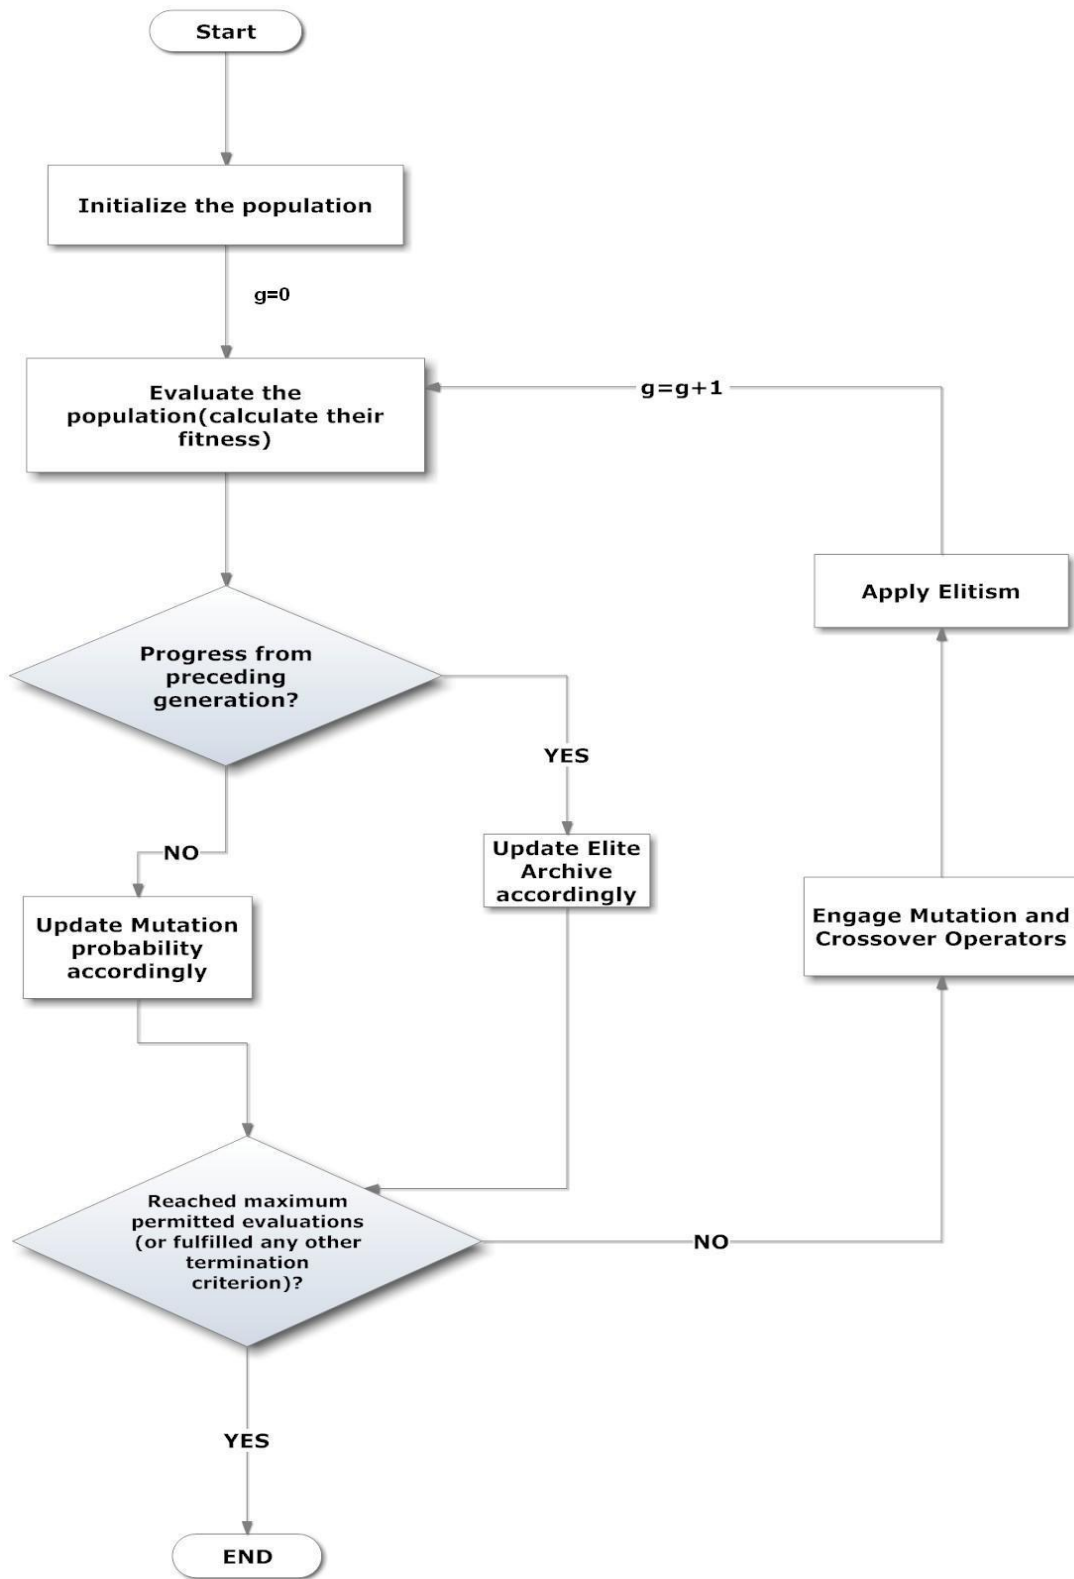 Start
Initialize the population
g=0
Evaluate the
population(calculate their
fitness)
g=g+1
Apply Elitism
Progress from
preceding
generation?
YES
NO
Update Elite
Archive
accordingly
Update Mutation
probability
accordingly
Engage Mutation and
Crossover Operators
Reached maximum
permitted evaluations
(or fulfilled any other
termination
criterion)?
NO
YES
END